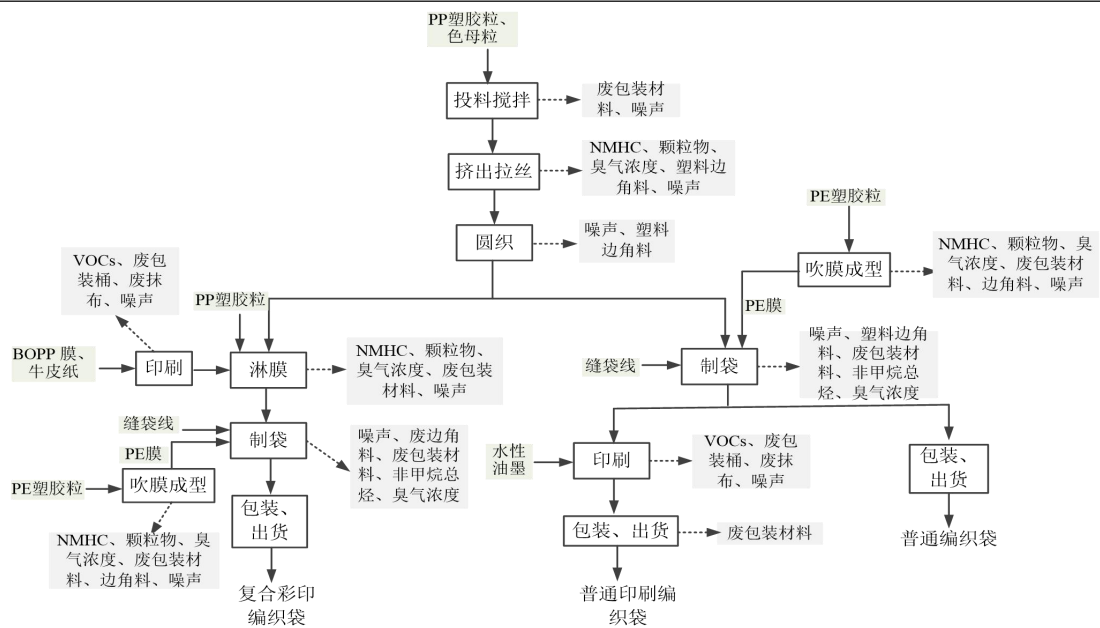 PP塑胶粒、
色母粒
投料搅拌
废包装材
料、噪声
挤出拉丝
NMHC、颗粒物、
臭气浓度、塑料边
角料、噪声
圆织
噪声、塑料
边角料
PE塑胶粒
吹膜成型
NMHC、颗粒物、臭
气浓度、废包装材
料、边角料、噪声
PE膜
VOCs、废包
装桶、废抹
布、噪声
PP塑胶粒
BOPP 膜、
牛皮纸
印刷
淋膜
NMHC、颗粒物、
臭气浓度、废包装
材料、噪声
缝袋线
制袋
噪声、塑料边角
料、废包装材
料、非甲烷总
烃、臭气浓度
缝袋线
PE膜
制袋
噪声、废边角
料、废包装材
料、非甲烷总
烃、臭气浓度
PE塑胶粒
吹膜成型
NMHC、颗粒物、臭
气浓度、废包装材
料、边角料、噪声
包装、
出货
复合彩印
编织袋
水性
油墨
印刷
VOCs、废包
装桶、废抹
布、噪声
包装、出货
废包装材料
普通印刷编
织袋
包装、
出货
普通编织袋